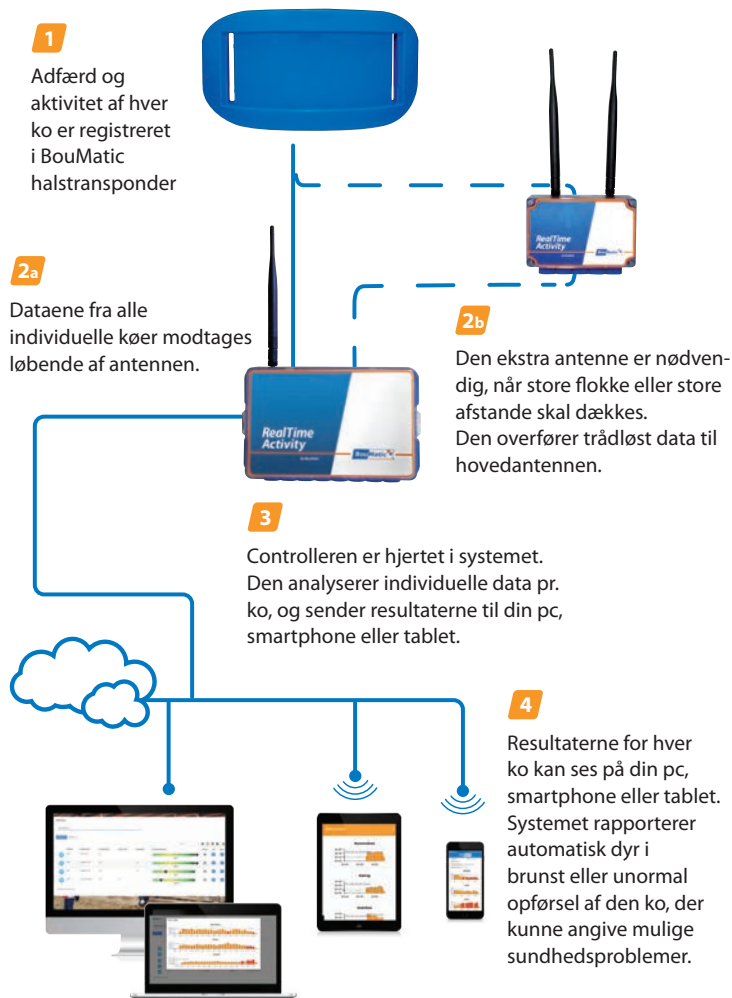 1
Adfærd og
aktivitet af hver
ko er registreret
i BouMatic
halstransponder
RealTime
Activity
BouMatic
2a
Dataene fra alle
individuelle køer modtages
løbende af antennen.
2b
Den ekstra antenne er nødven-
dig, når store flokke eller store
afstande skal dækkes.
Den overfører trådløst data til
hovedantennen.
RealTime
Activity
BouMatic
3
Controlleren er hjertet i systemet.
Den analyserer individuelle data pr.
ko, og sender resultaterne til din pc,
smartphone eller tablet.
4
Resultaterne for hver
ko kan ses på din pc,
smartphone eller tablet.
Systemet rapporterer
automatisk dyr i
brunst eller unormal
opførsel af den ko, der
kunne angive mulige
sundhedsproblemer.